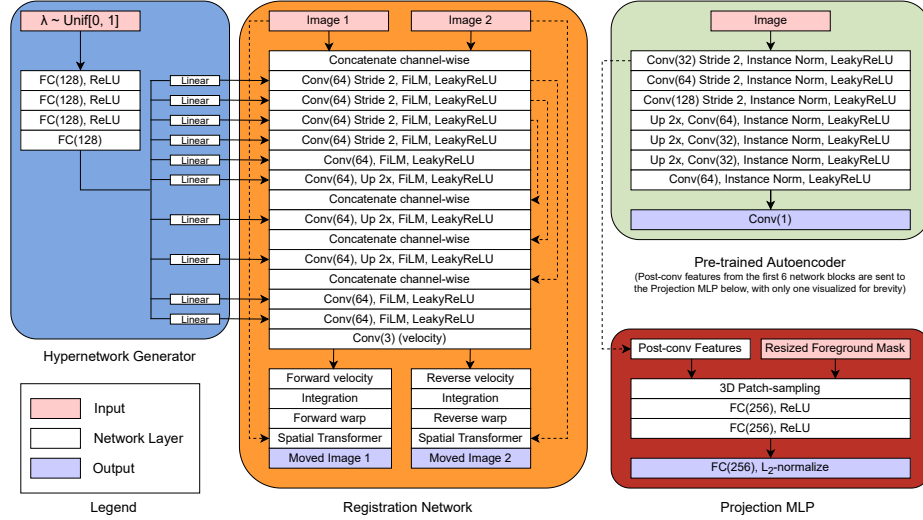 λ ~ Unif[0, 1]
FC(128), ReLU
FC(128), ReLU
FC(128), ReLU
FC(128)
Linear
Linear
Linear
Linear
Linear
Linear
Linear
Linear
Linear
Linear
Hypernetwork Generator
Input
Network Layer
Output
Legend
Image 1
Image 2
Concatenate channel-wise
Conv(64) Stride 2, FiLM, LeakyReLU
Conv(64) Stride 2, FiLM, LeakyReLU
Conv(64) Stride 2, FiLM, LeakyReLU
Conv(64) Stride 2, FiLM, LeakyReLU
Conv(64), FiLM, LeakyReLU
Conv(64), Up 2x, FiLM, LeakyReLU
Concatenate channel-wise
Conv(64), Up 2x, FiLM, LeakyReLU
Concatenate channel-wise
Conv(64), Up 2x, FiLM, LeakyReLU
Concatenate channel-wise
Conv(64), FiLM, LeakyReLU
Conv(64), FiLM, LeakyReLU
Conv(3) (velocity)
Forward velocity
Integration
Forward warp
Spatial Transformer
Moved Image 1
Reverse velocity
Integration
Reverse warp
Spatial Transformer
Moved Image 2
Registration Network
Image
Conv(32) Stride 2, Instance Norm, LeakyReLU
Conv(64) Stride 2, Instance Norm, LeakyReLU
Conv(128) Stride 2, Instance Norm, LeakyReLU
Up 2x, Conv(64), Instance Norm, LeakyReLU
Up 2x, Conv(32), Instance Norm, LeakyReLU
Up 2x, Conv(32), Instance Norm, LeakyReLU
Conv(64), Instance Norm, LeakyReLU
Conv(1)
Pre-trained Autoencoder
(Post-conv features from the first 6 network blocks are sent to
the Projection MLP below, with only one visualized for brevity)
Post-conv Features
Resized Foreground Mask
3D Patch-sampling
FC(256), ReLU
FC(256), ReLU
FC(256), L₂-normalize
Projection MLP